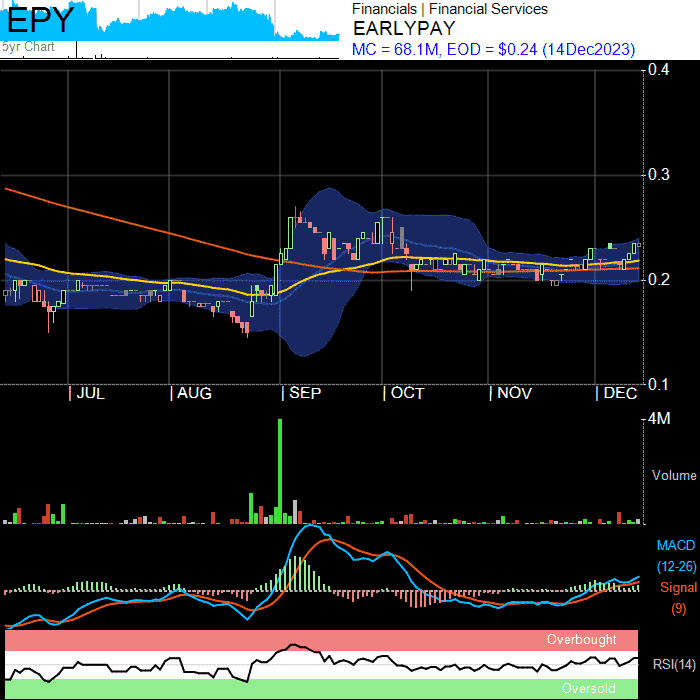 EPY
5yr Chart
Financials | Financial Services
EARLYPAY
MC = 68.1M, EOD = $0.24 (14Dec2023)
0.4
0.3
0.2
0.1
| JUL | AUG | SEP | OCT | NOV | DEC
4M
Volume
MACD
(12-26)
Signal
(9)
Overbought
RSI(14)
Oversold